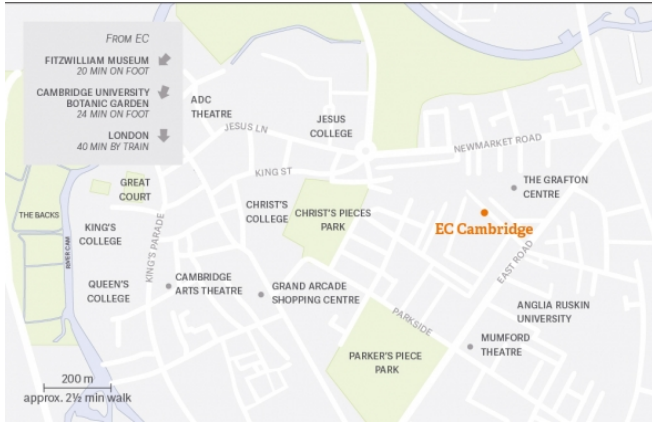 FROM EC
FITZWILLIAM MUSEUM
20 MIN ON FOOT
CAMBRIDGE UNIVERSITY
BOTANIC GARDEN
24 MIN ON FOOT
LONDON
40 MIN BY TRAIN
ADC
THEATRE
JESUS LN
JESUS
COLLEGE
NEWMARKET ROAD
KING ST
GREAT
COURT
THE GRAFTON
CENTRE
THE BACKS
KING'S
COLLEGE
RIVER CAM
KING'S PARADE
CHRIST'S
COLLEGE
CHRIST'S PIECES
PARK
EC Cambridge
EAST ROAD
QUEEN'S
COLLEGE
CAMBRIDGE
ARTS THEATRE
GRAND ARCADE
SHOPPING CENTRE
PARKSIDE
ANGLIA RUSKIN
UNIVERSITY
MUMFORD
THEATRE
PARKER'S PIECE
PARK
200 m
approx. 2½ min walk